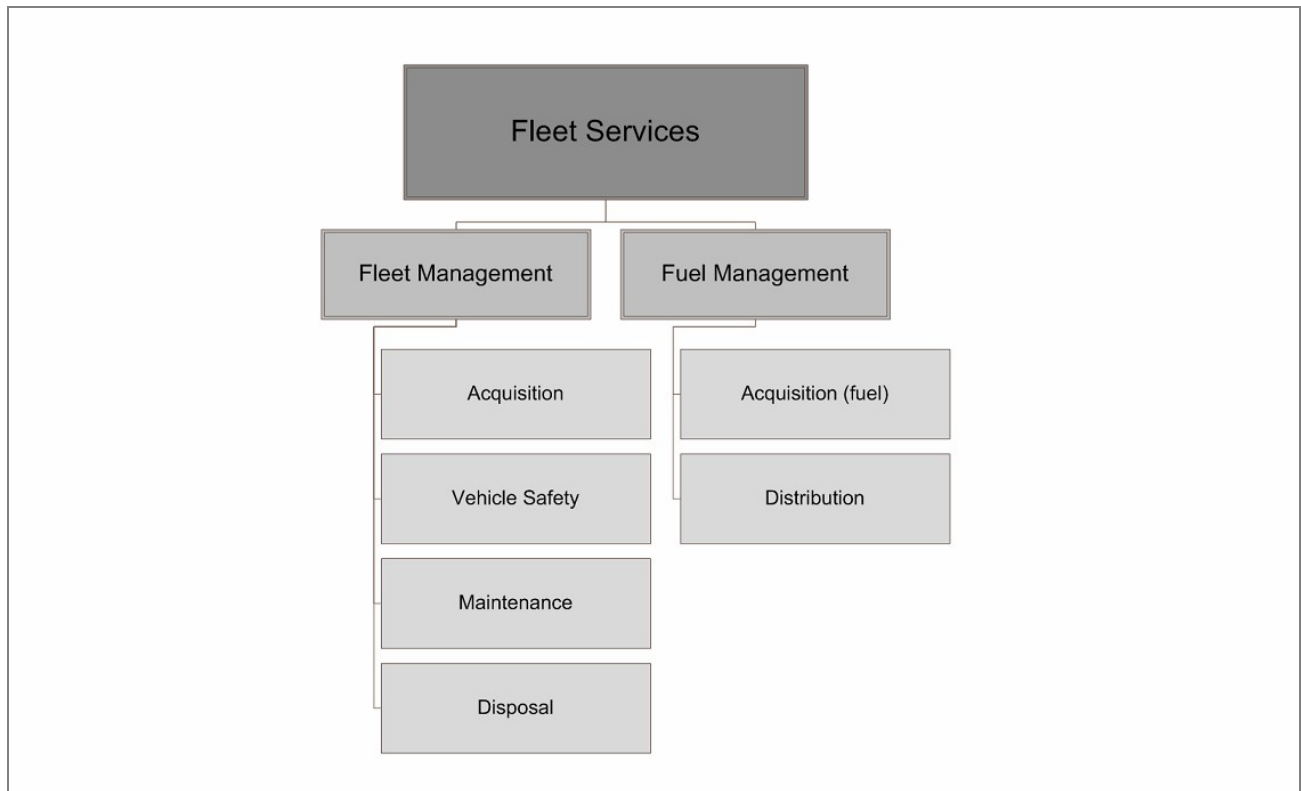 Fleet Services
Fleet Management
Fuel Management
Acquisition
Acquisition (fuel)
Vehicle Safety
Distribution
Maintenance
Disposal